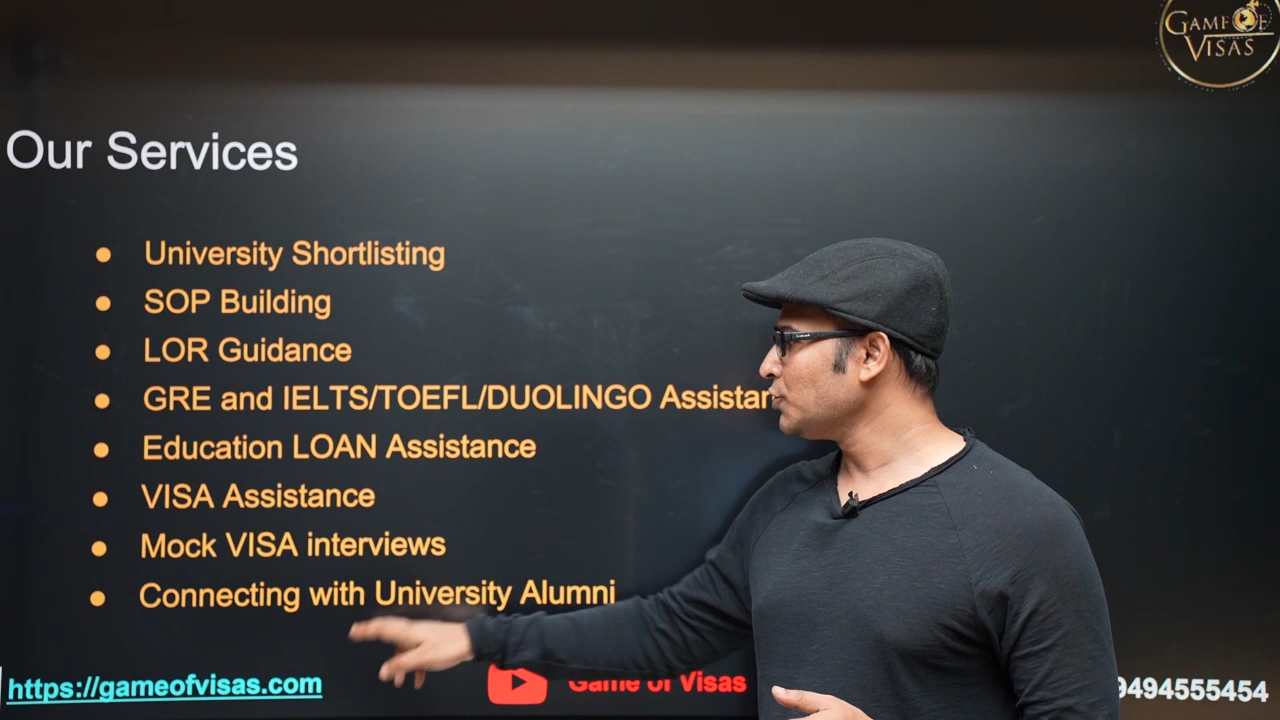 GAME OF
VISAS
Our Services
● University Shortlisting
● SOP Building
● LOR Guidance
● GRE and IELTS/TOEFL/DUOLINGO Assistan
● Education LOAN Assistance
● VISA Assistance
● Mock VISA interviews
● Connecting with University Alumni
https://gameofvisas.com
Game of Visas
9494555454